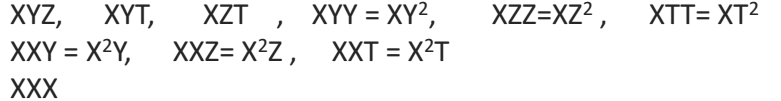 XYZ, XYT, XZT , XYY = XY², XZZ=XZ² , XTT= XT²
XXY = X²Y, XXZ= X²Z , XXT = X²T
XXX